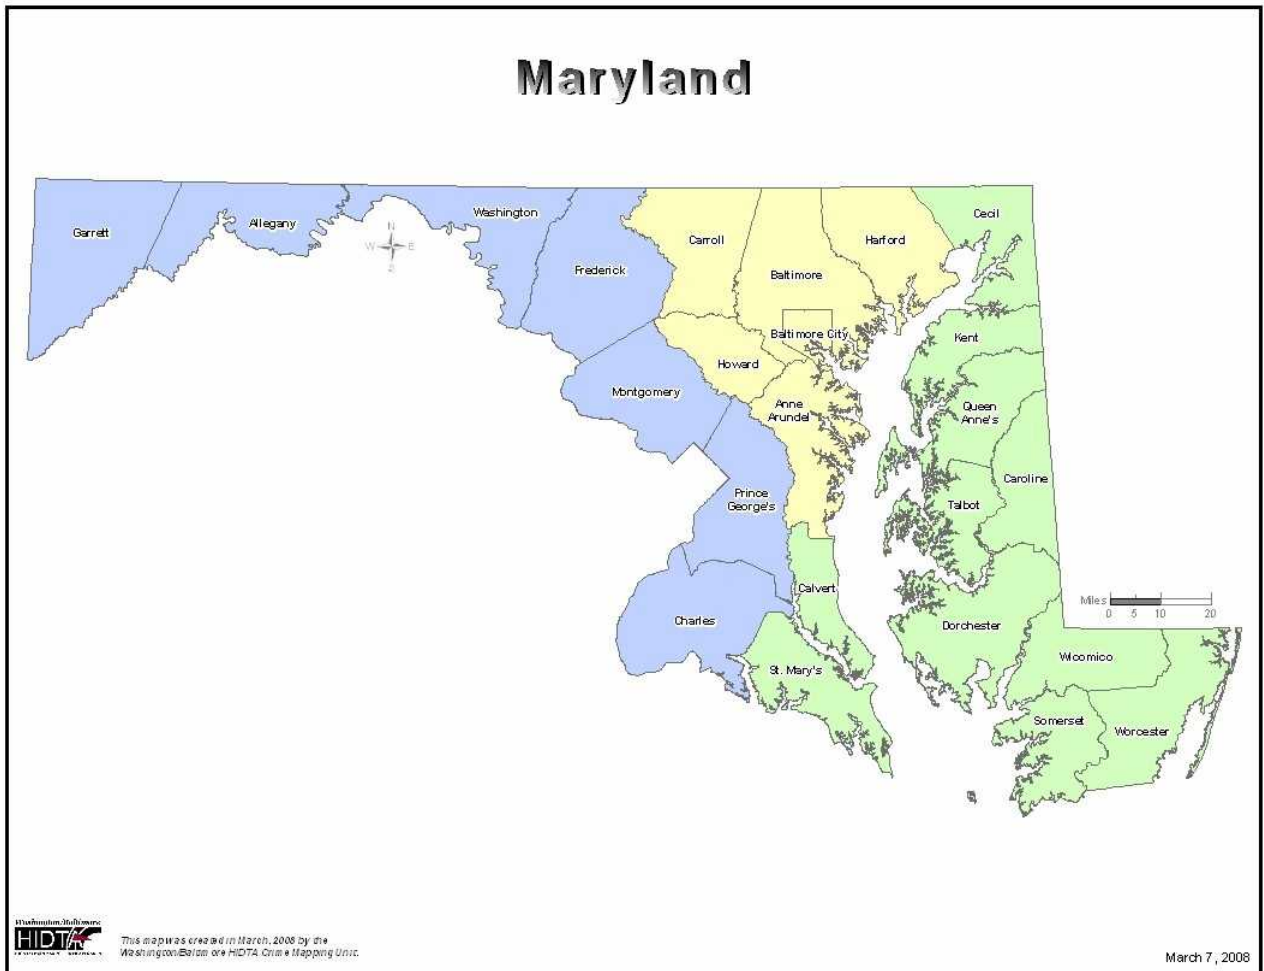 Maryland
Garrett
Allegany
Washington
Frederick
Carroll
Baltimore
Harford
Cecil
N
W E
S
Baltimore City
Kent
Howard
Montgomery
Anne
Arundel
Queen
Anne's
Caroline
Prince
George's
Talbot
Calvert
Miles
0 5 10 20
Charles
Dorchester
Wicomico
St. Mary's
Somerset
Worcester
Washington/Baltimore
HIDTA
This map was created in March, 2008 by the
Washington/Baltimore HIDTA Crime Mapping Unit.
March 7, 2008